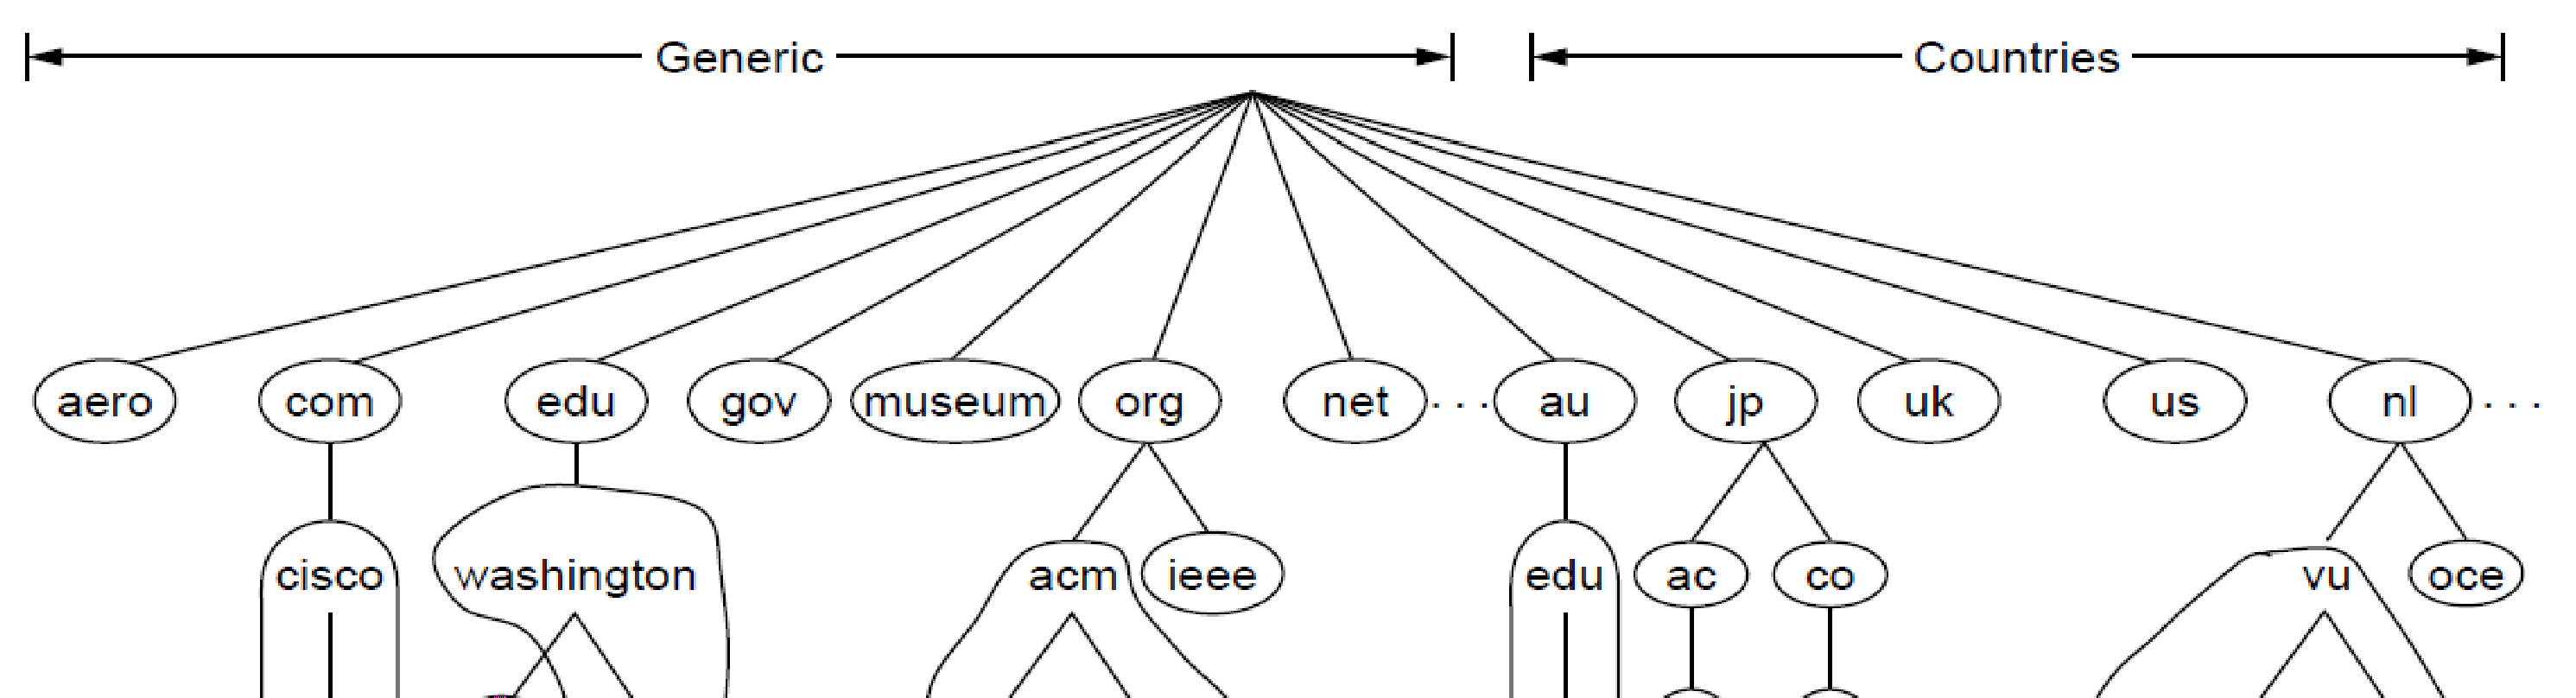 Generic Countries
aero com edu gov museum org net . . . au jp uk us nl . . .
cisco washington acm ieee edu ac co vu oce